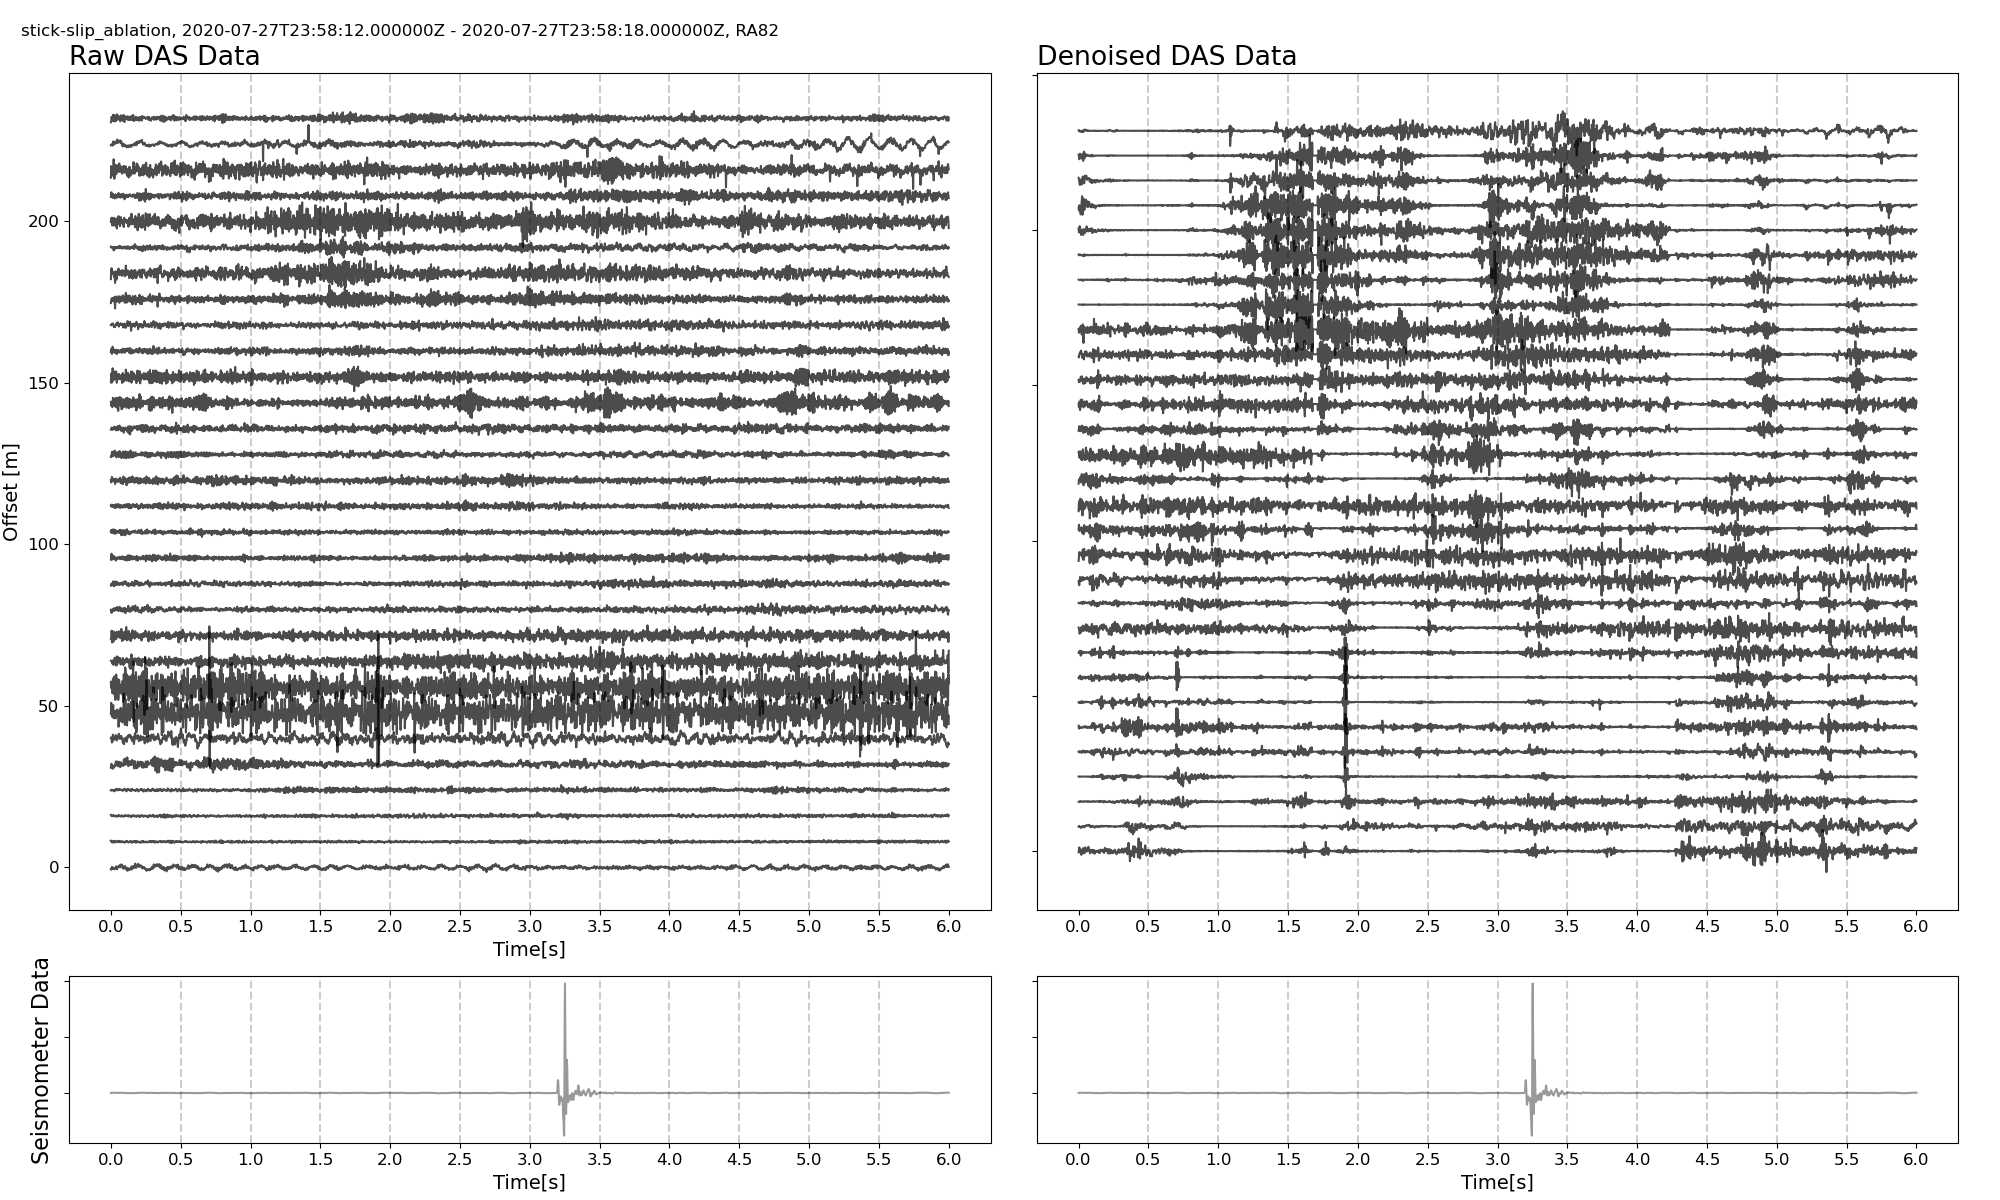 stick-slip_ablation, 2020-07-27T23:58:12.000000Z - 2020-07-27T23:58:18.000000Z, RA82
Raw DAS Data
Denoised DAS Data
Offset [m]
200
150
100
50
0
0.0 0.5 1.0 1.5 2.0 2.5 3.0 3.5 4.0 4.5 5.0 5.5 6.0
Time[s]
0.0 0.5 1.0 1.5 2.0 2.5 3.0 3.5 4.0 4.5 5.0 5.5 6.0
Seismometer Data
0.0 0.5 1.0 1.5 2.0 2.5 3.0 3.5 4.0 4.5 5.0 5.5 6.0
Time[s]
0.0 0.5 1.0 1.5 2.0 2.5 3.0 3.5 4.0 4.5 5.0 5.5 6.0
Time[s]